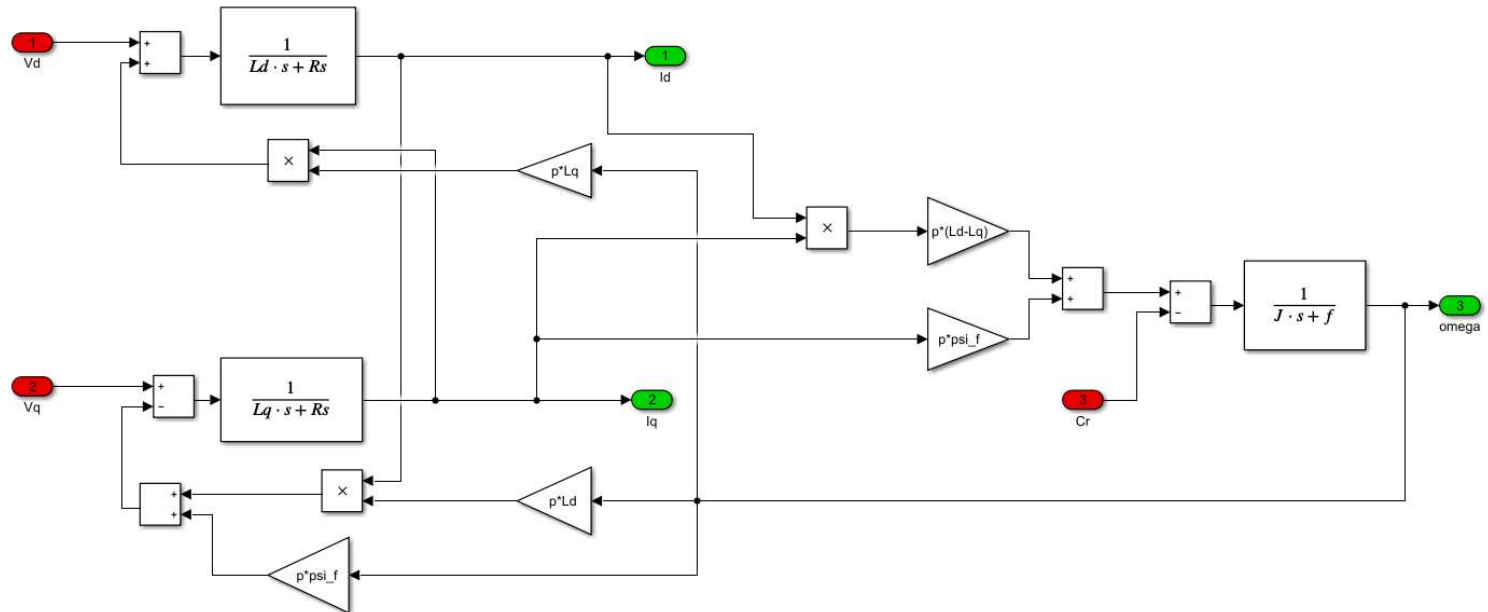 1
Vd
+
+
1
Ld · s + Rs
1
Id
×
p*Lq
×
p*(Ld-Lq)
+
+
+
−
1
J · s + f
3
omega
p*psi_f
2
Vq
+
−
1
Lq · s + Rs
2
Iq
3
Cr
+
+
×
p*Ld
p*psi_f